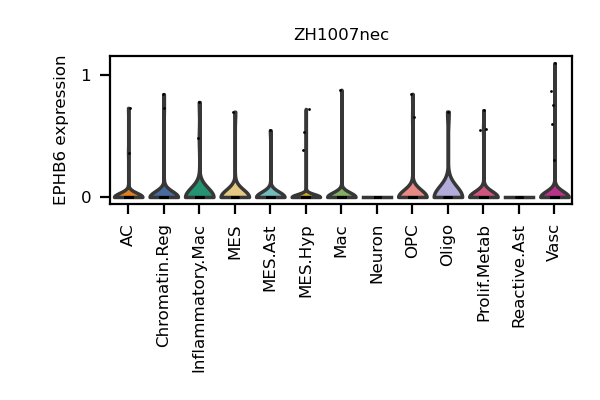 ZH1007nec
EPHB6 expression
1
0
AC
Chromatin.Reg
Inflammatory.Mac
MES
MES.Ast
MES.Hyp
Mac
Neuron
OPC
Oligo
Prolif.Metab
Reactive.Ast
Vasc